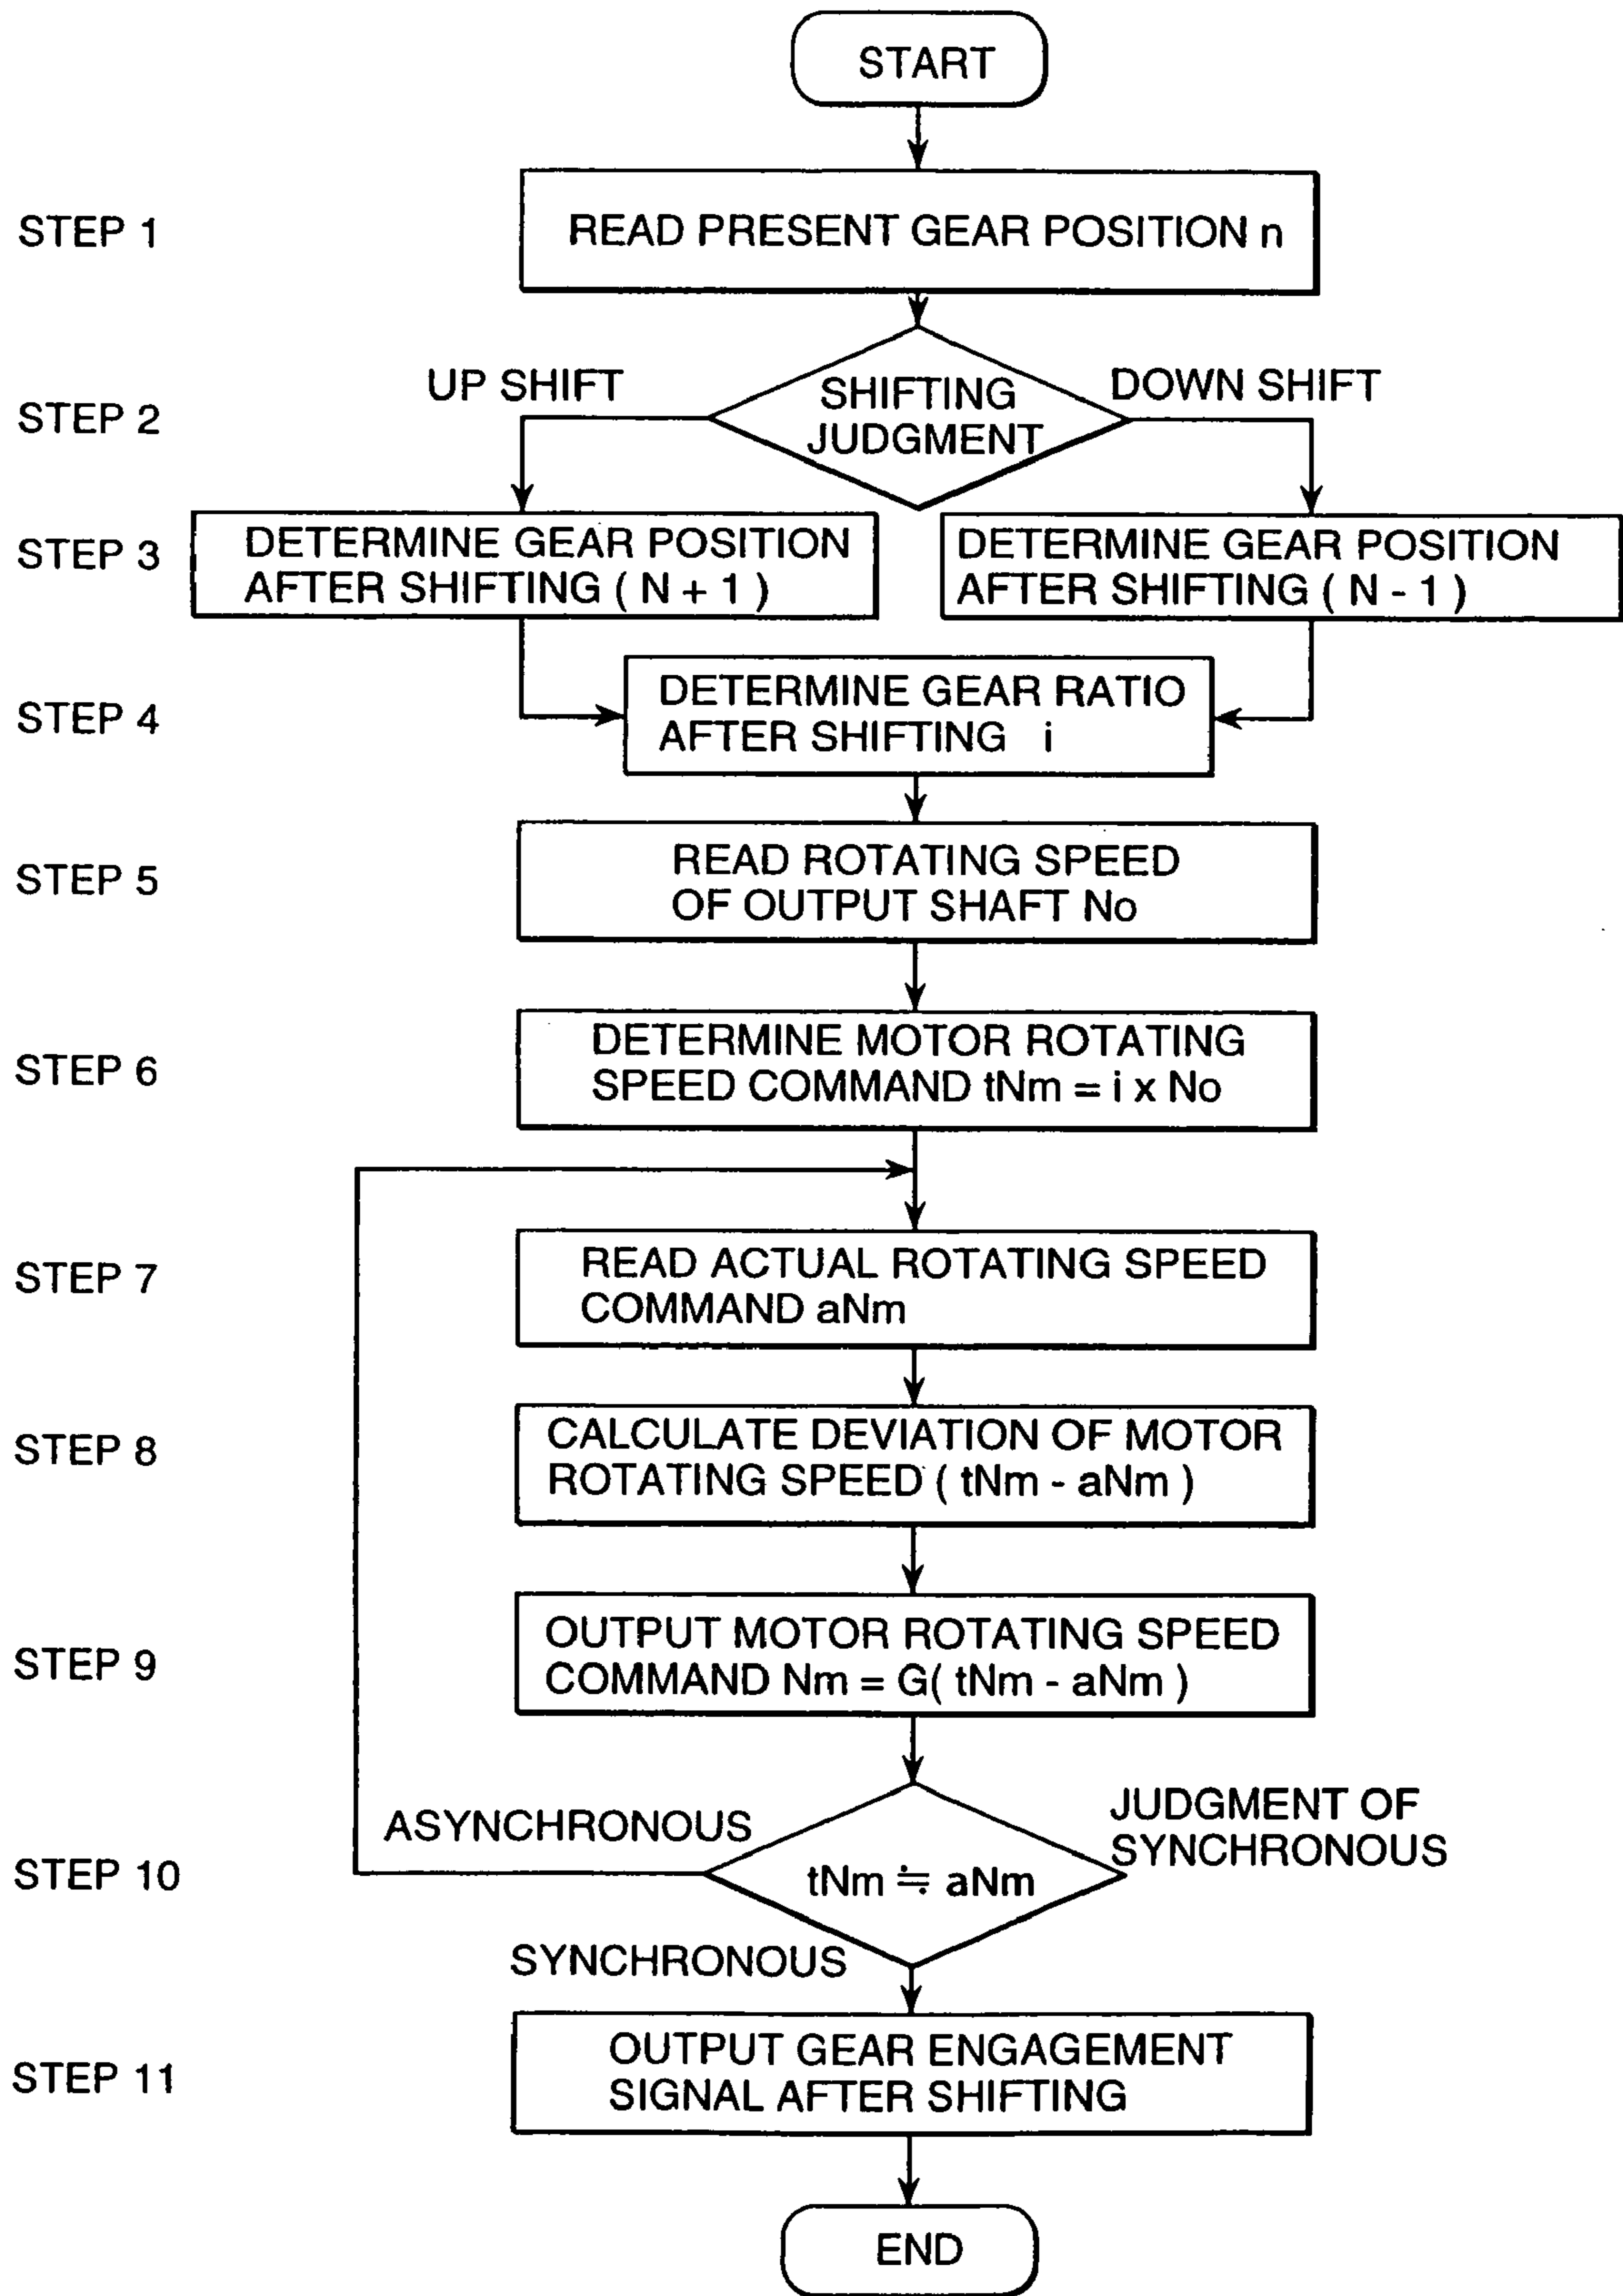 START
STEP 1
READ PRESENT GEAR POSITION n
UP SHIFT
DOWN SHIFT
STEP 2
SHIFTING
JUDGMENT
STEP 3
DETERMINE GEAR POSITION
AFTER SHIFTING ( N + 1 )
DETERMINE GEAR POSITION
AFTER SHIFTING ( N - 1 )
STEP 4
DETERMINE GEAR RATIO
AFTER SHIFTING i
STEP 5
READ ROTATING SPEED
OF OUTPUT SHAFT No
STEP 6
DETERMINE MOTOR ROTATING
SPEED COMMAND tNm = i x No
STEP 7
READ ACTUAL ROTATING SPEED
COMMAND aNm
STEP 8
CALCULATE DEVIATION OF MOTOR
ROTATING SPEED ( tNm - aNm )
STEP 9
OUTPUT MOTOR ROTATING SPEED
COMMAND Nm = G( tNm - aNm )
ASYNCHRONOUS
JUDGMENT OF
SYNCHRONOUS
STEP 10
tNm ≒ aNm
SYNCHRONOUS
STEP 11
OUTPUT GEAR ENGAGEMENT
SIGNAL AFTER SHIFTING
END